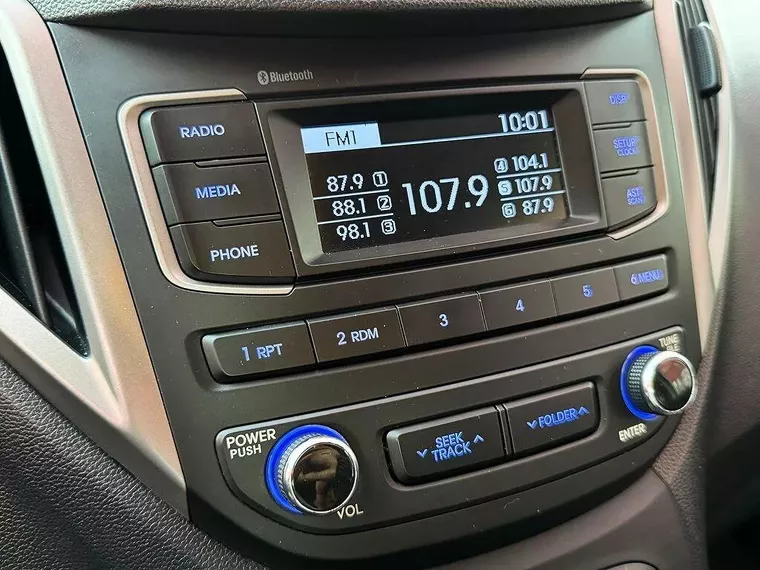 Bluetooth
RADIO
MEDIA
PHONE
FM1
10:01
87.9 1
88.1 2
98.1 3
107.9
4 104.1
5 107.9
6 87.9
DISP
SETUP
CLOCK
AST
SCAN
1 RPT
2 RDM
3
4
5
6 MENU
POWER
PUSH
VOL
SEEK
TRACK
FOLDER
TUNE
FILE
ENTER